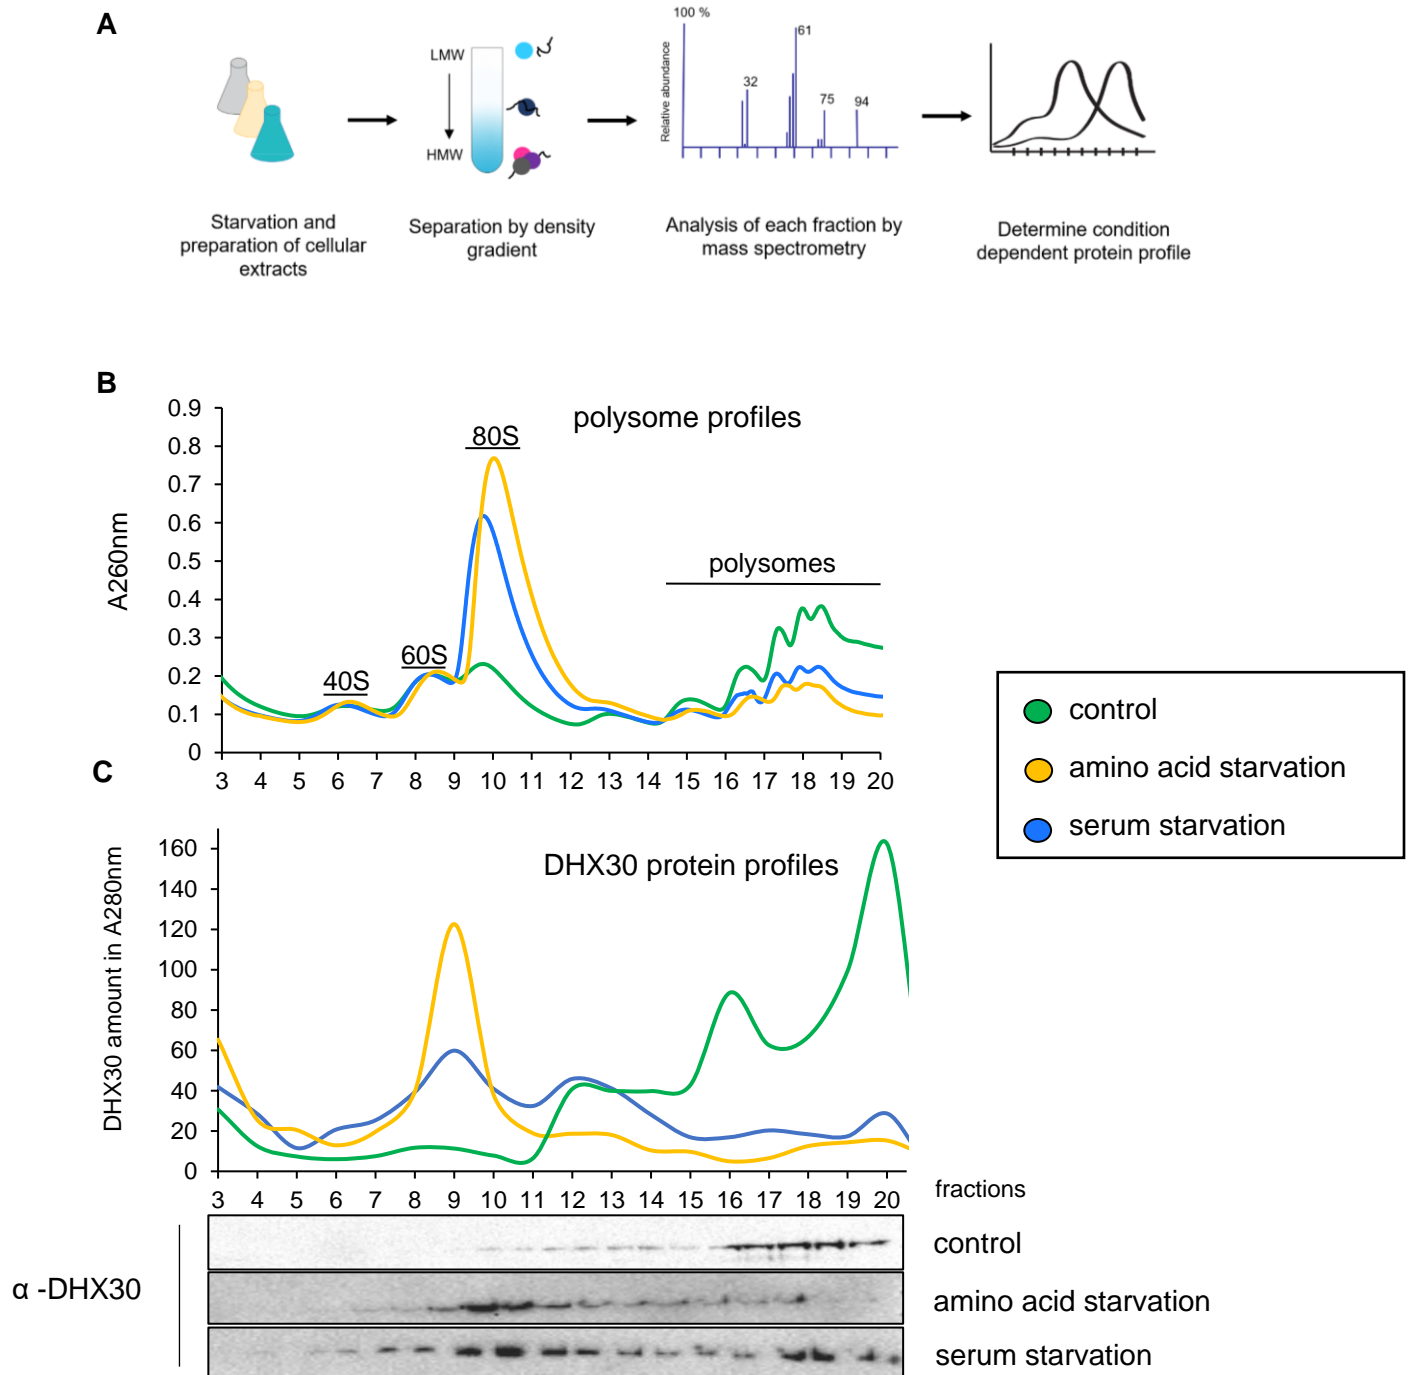 A
LMW
HMW
Relative abundance
100 %
32
61
75
94
Starvation and
preparation of cellular
extracts
Separation by density
gradient
Analysis of each fraction by
mass spectrometry
Determine condition
dependent protein profile
B
polysome profiles
A260nm
0.9
0.8
0.7
0.6
0.5
0.4
0.3
0.2
0.1
0
40S
60S
80S
polysomes
3 4 5 6 7 8 9 10 11 12 13 14 15 16 17 18 19 20
control
amino acid starvation
serum starvation
C
DHX30 protein profiles
DHX30 amount in A280nm
160
140
120
100
80
60
40
20
0
3 4 5 6 7 8 9 10 11 12 13 14 15 16 17 18 19 20
fractions
α -DHX30
control
amino acid starvation
serum starvation